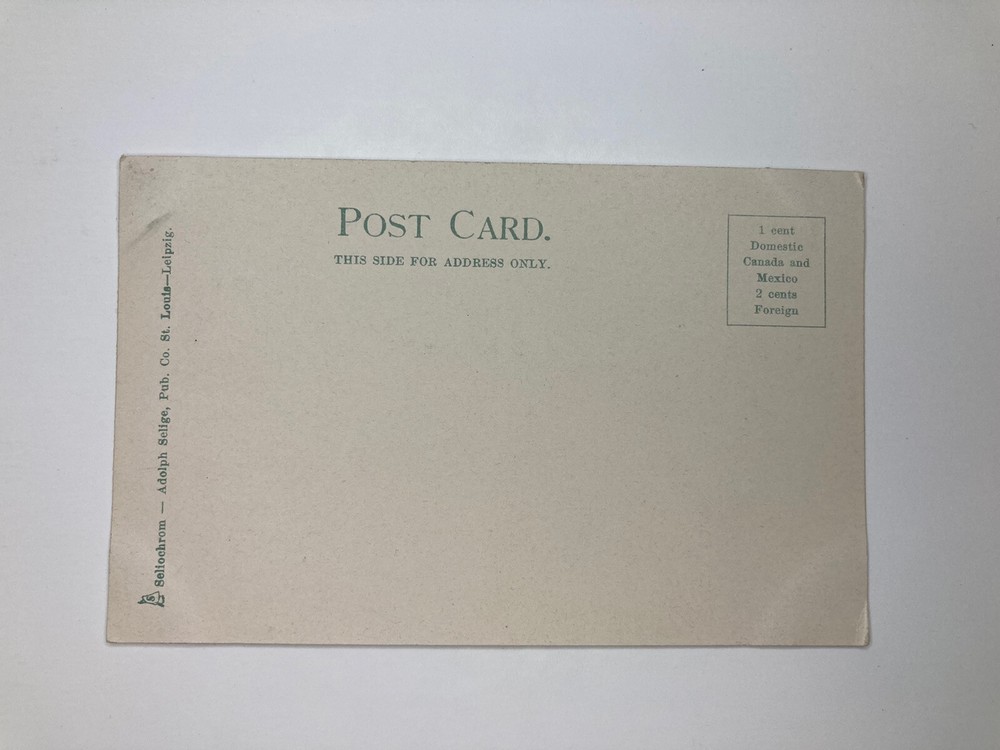 POST CARD.
THIS SIDE FOR ADDRESS ONLY.
1 cent
Domestic
Canada and
Mexico
2 cents
Foreign
S Seliochrom — Adolph Selige, Pub. Co. St. Louis—Leipzig.